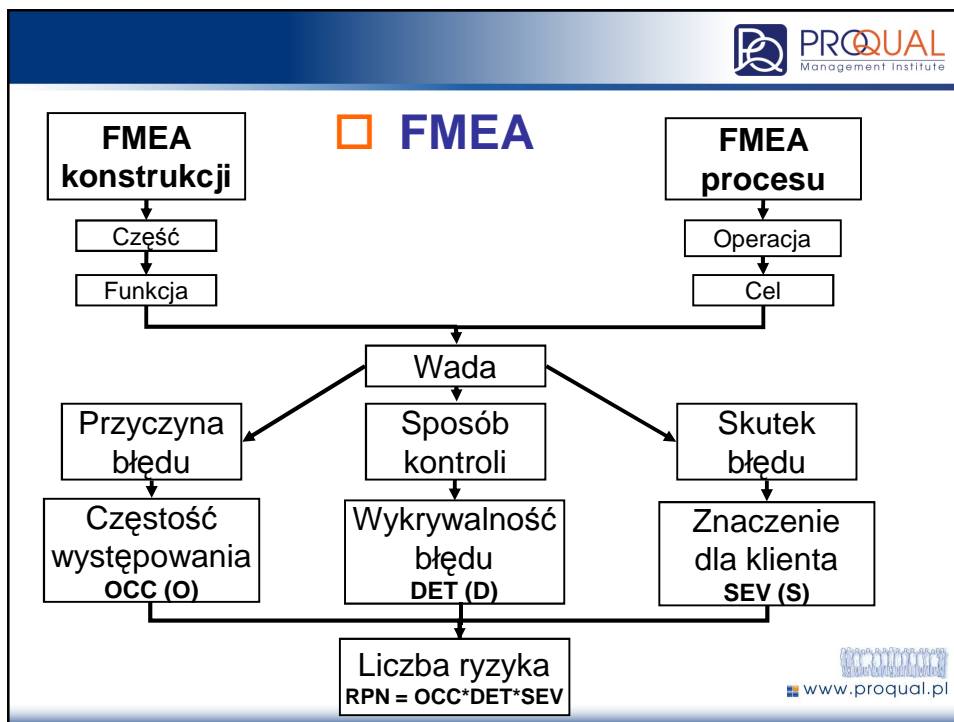 PQ
PROQUAL
Management Institute
FMEA
konstrukcji
FMEA
FMEA
procesu
Część
Operacja
Funkcja
Cel
Wada
Przyczyna
błędu
Sposób
kontroli
Skutek
błędu
Częstość
występowania
OCC (O)
Wykrywalność
błędu
DET (D)
Znaczenie
dla klienta
SEV (S)
Liczba ryzyka
RPN = OCC*DET*SEV
www.proqual.pl